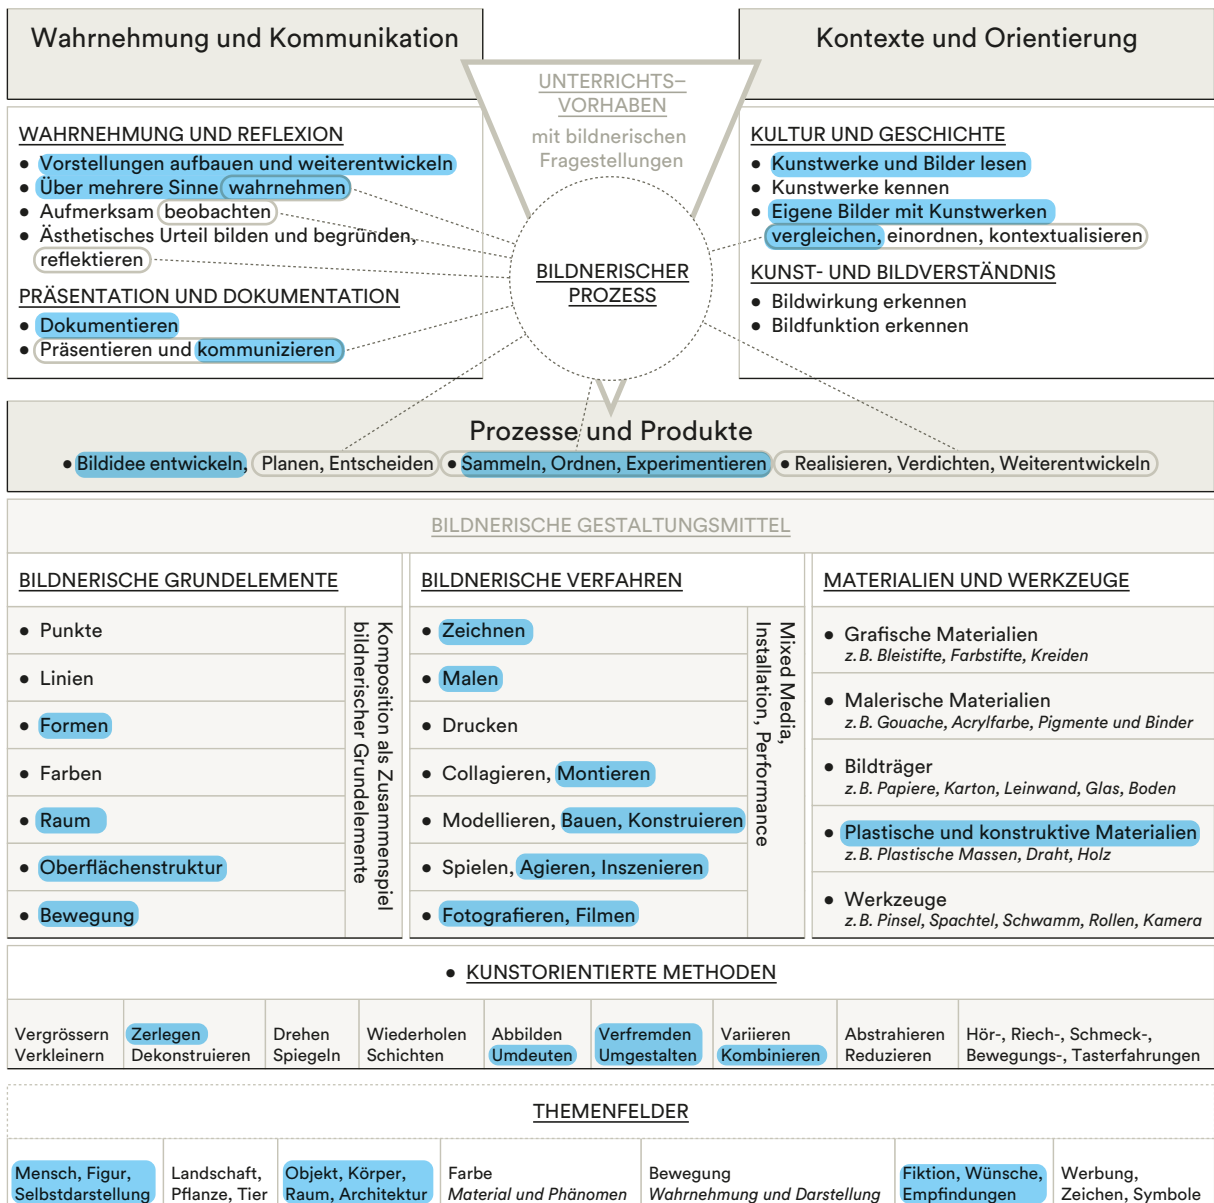 Wahrnehmung und Kommunikation
Kontexte und Orientierung
UNTERRICHTS–
VORHABEN
mit bildnerischen
Fragestellungen
WAHRNEHMUNG UND REFLEXION
• Vorstellungen aufbauen und weiterentwickeln
• Über mehrere Sinne wahrnehmen
• Aufmerksam beobachten
• Ästhetisches Urteil bilden und begründen,
reflektieren
PRÄSENTATION UND DOKUMENTATION
• Dokumentieren
• Präsentieren und kommunizieren
BILDNERISCHER
PROZESS
KULTUR UND GESCHICHTE
• Kunstwerke und Bilder lesen
• Kunstwerke kennen
• Eigene Bilder mit Kunstwerken
vergleichen, einordnen, kontextualisieren
KUNST- UND BILDVERSTÄNDNIS
• Bildwirkung erkennen
• Bildfunktion erkennen
Prozesse und Produkte
• Bildidee entwickeln, Planen, Entscheiden • Sammeln, Ordnen, Experimentieren • Realisieren, Verdichten, Weiterentwickeln
BILDNERISCHE GESTALTUNGSMITTEL
BILDNERISCHE GRUNDELEMENTE
• Punkte
• Linien
• Formen
• Farben
• Raum
• Oberflächenstruktur
• Bewegung
Komposition als Zusammenspiel
bildnerischer Grundelemente
BILDNERISCHE VERFAHREN
• Zeichnen
• Malen
• Drucken
• Collagieren, Montieren
• Modellieren, Bauen, Konstruieren
• Spielen, Agieren, Inszenieren
• Fotografieren, Filmen
Mixed Media,
Installation, Performance
MATERIALIEN UND WERKZEUGE
• Grafische Materialien
z. B. Bleistifte, Farbstifte, Kreiden
• Malerische Materialien
z. B. Gouache, Acrylfarbe, Pigmente und Binder
• Bildträger
z. B. Papiere, Karton, Leinwand, Glas, Boden
• Plastische und konstruktive Materialien
z. B. Plastische Massen, Draht, Holz
• Werkzeuge
z. B. Pinsel, Spachtel, Schwamm, Rollen, Kamera
• KUNSTORIENTIERTE METHODEN
Vergrössern
Verkleinern
Zerlegen
Dekonstruieren
Drehen
Spiegeln
Wiederholen
Schichten
Abbilden
Umdeuten
Verfremden
Umgestalten
Variieren
Kombinieren
Abstrahieren
Reduzieren
Hör-, Riech-, Schmeck-,
Bewegungs-, Tasterfahrungen
THEMENFELDER
Mensch, Figur,
Selbstdarstellung
Landschaft,
Pflanze, Tier
Objekt, Körper,
Raum, Architektur
Farbe
Material und Phänomen
Bewegung
Wahrnehmung und Darstellung
Fiktion, Wünsche,
Empfindungen
Werbung,
Zeichen, Symbole